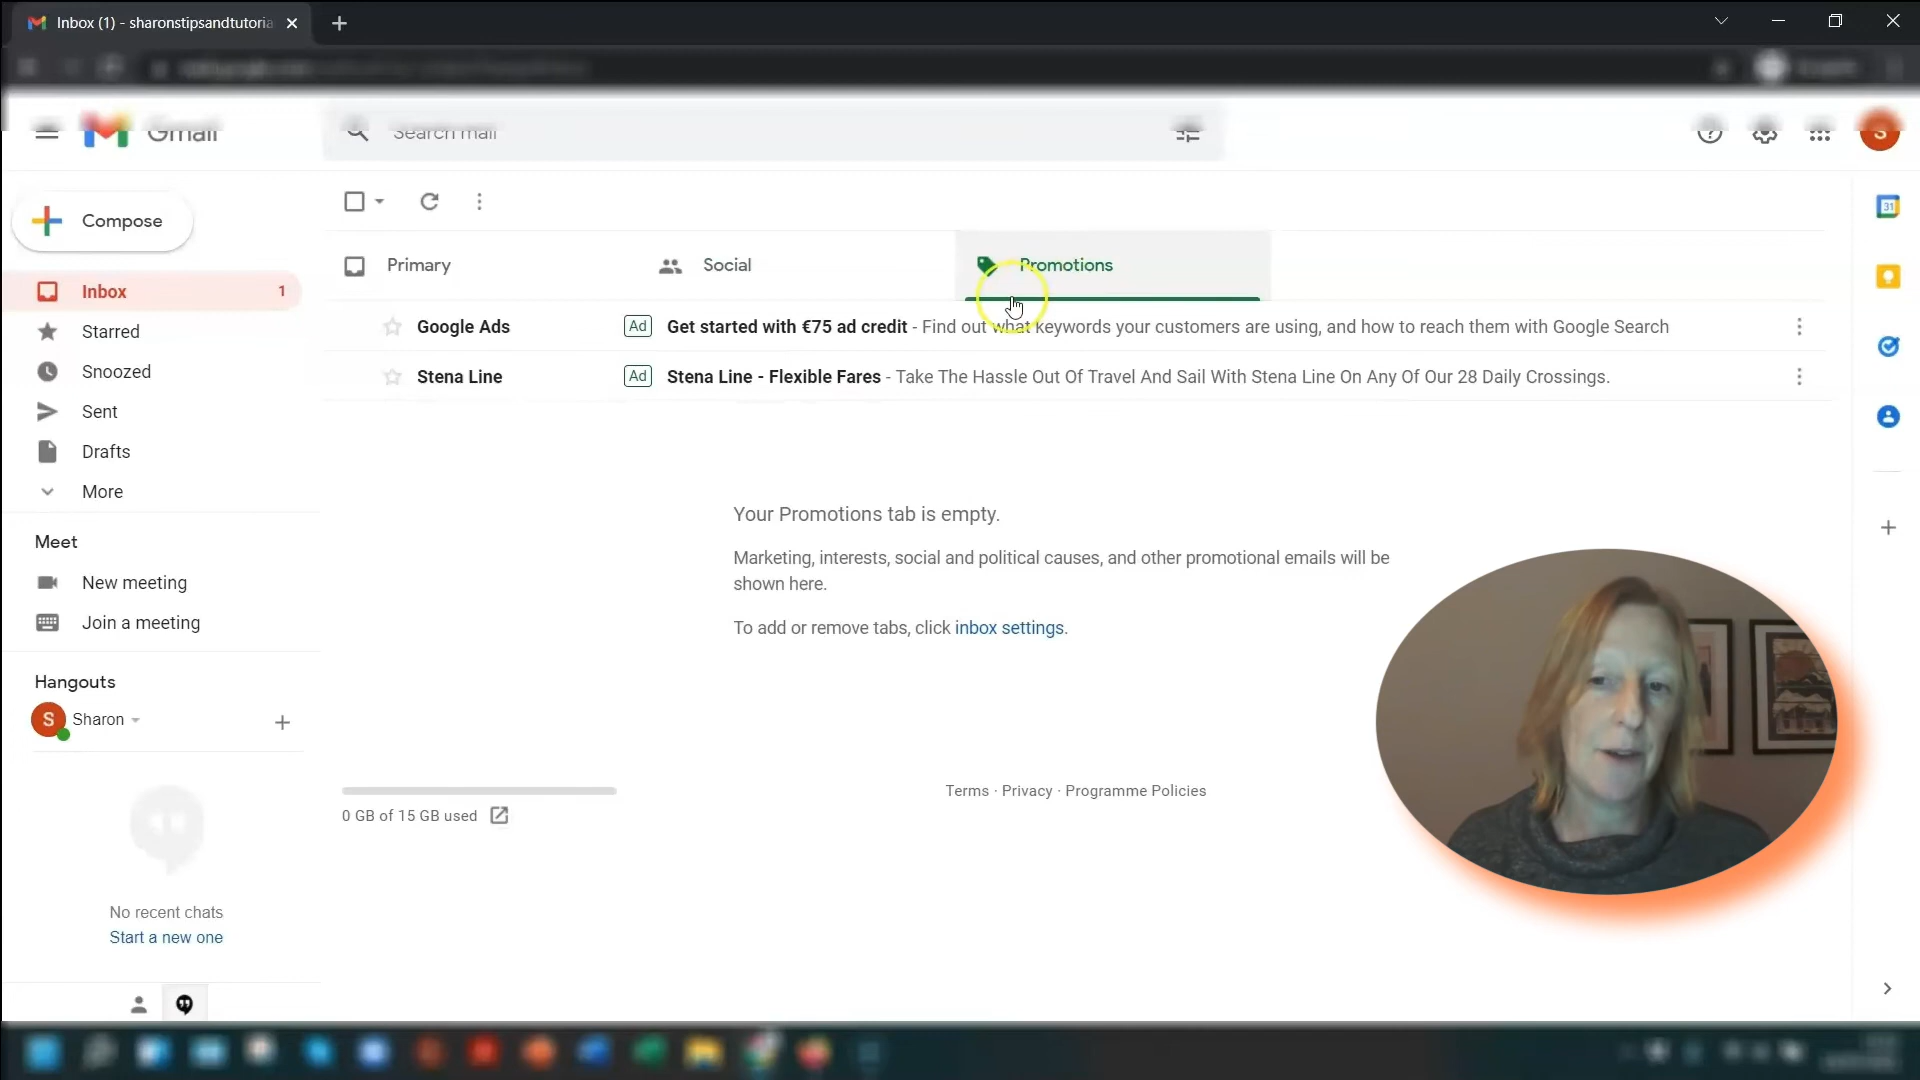 Inbox (1) - sharonstipsandtutoria
Gmail
Search mail
S
Compose
Inbox 1
Starred
Snoozed
Sent
Drafts
More
Meet
New meeting
Join a meeting
Hangouts
S Sharon
No recent chats
Start a new one
Primary Social Promotions
Google Ads Ad Get started with €75 ad credit - Find out what keywords your customers are using, and how to reach them with Google Search
Stena Line Ad Stena Line - Flexible Fares - Take The Hassle Out Of Travel And Sail With Stena Line On Any Of Our 28 Daily Crossings.
Your Promotions tab is empty.
Marketing, interests, social and political causes, and other promotional emails will be
shown here.
To add or remove tabs, click inbox settings.
Terms · Privacy · Programme Policies
0 GB of 15 GB used
31